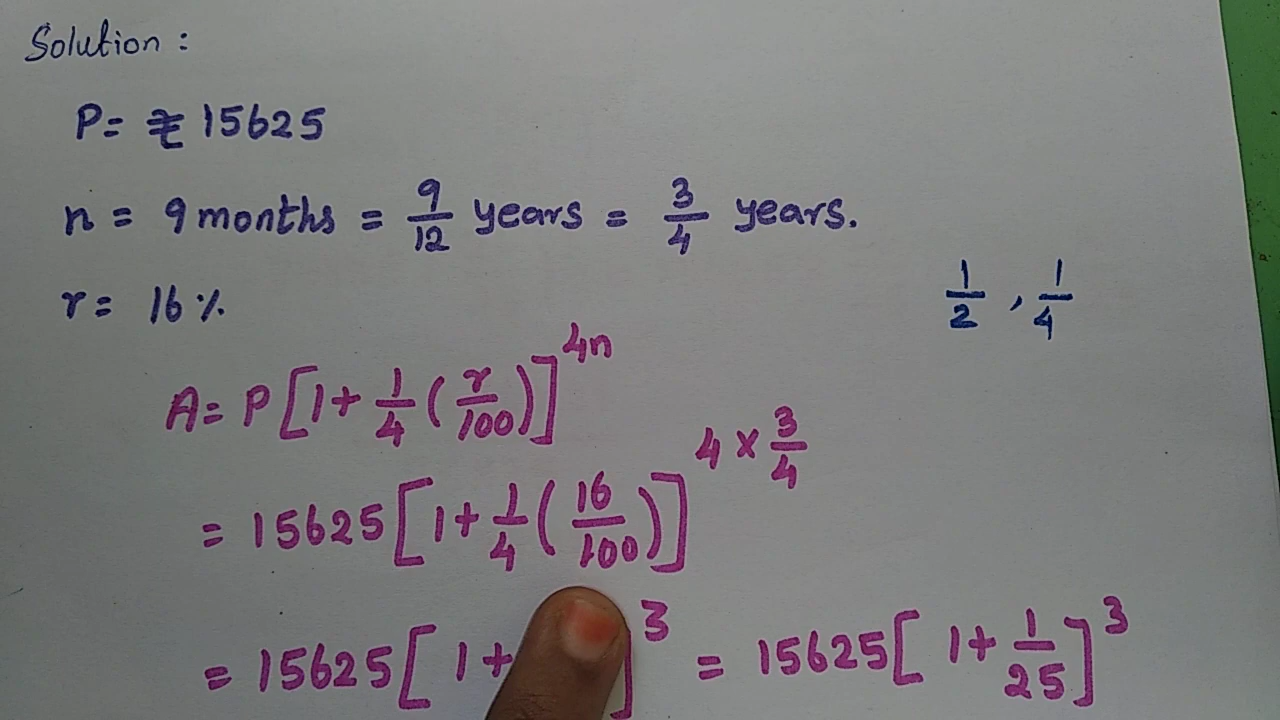 Solution :
P = ₹ 15625
n = 9 months = 9/12 years = 3/4 years.
r = 16 %
1/2 , 1/4
A = P [1 + 1/4 (r/100)]^4n
= 15625 [1 + 1/4 (16/100)]^4 × 3/4
= 15625 [ 1 + ]^3 = 15625 [ 1 + 1/25 ]^3